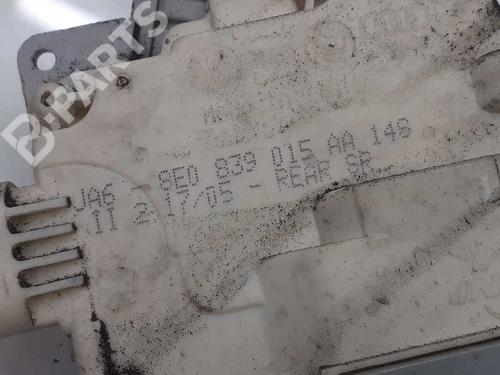 B-PARTS
JA6 - 8E0 839 015 AA 146
11 2-17/05 - REAR SR